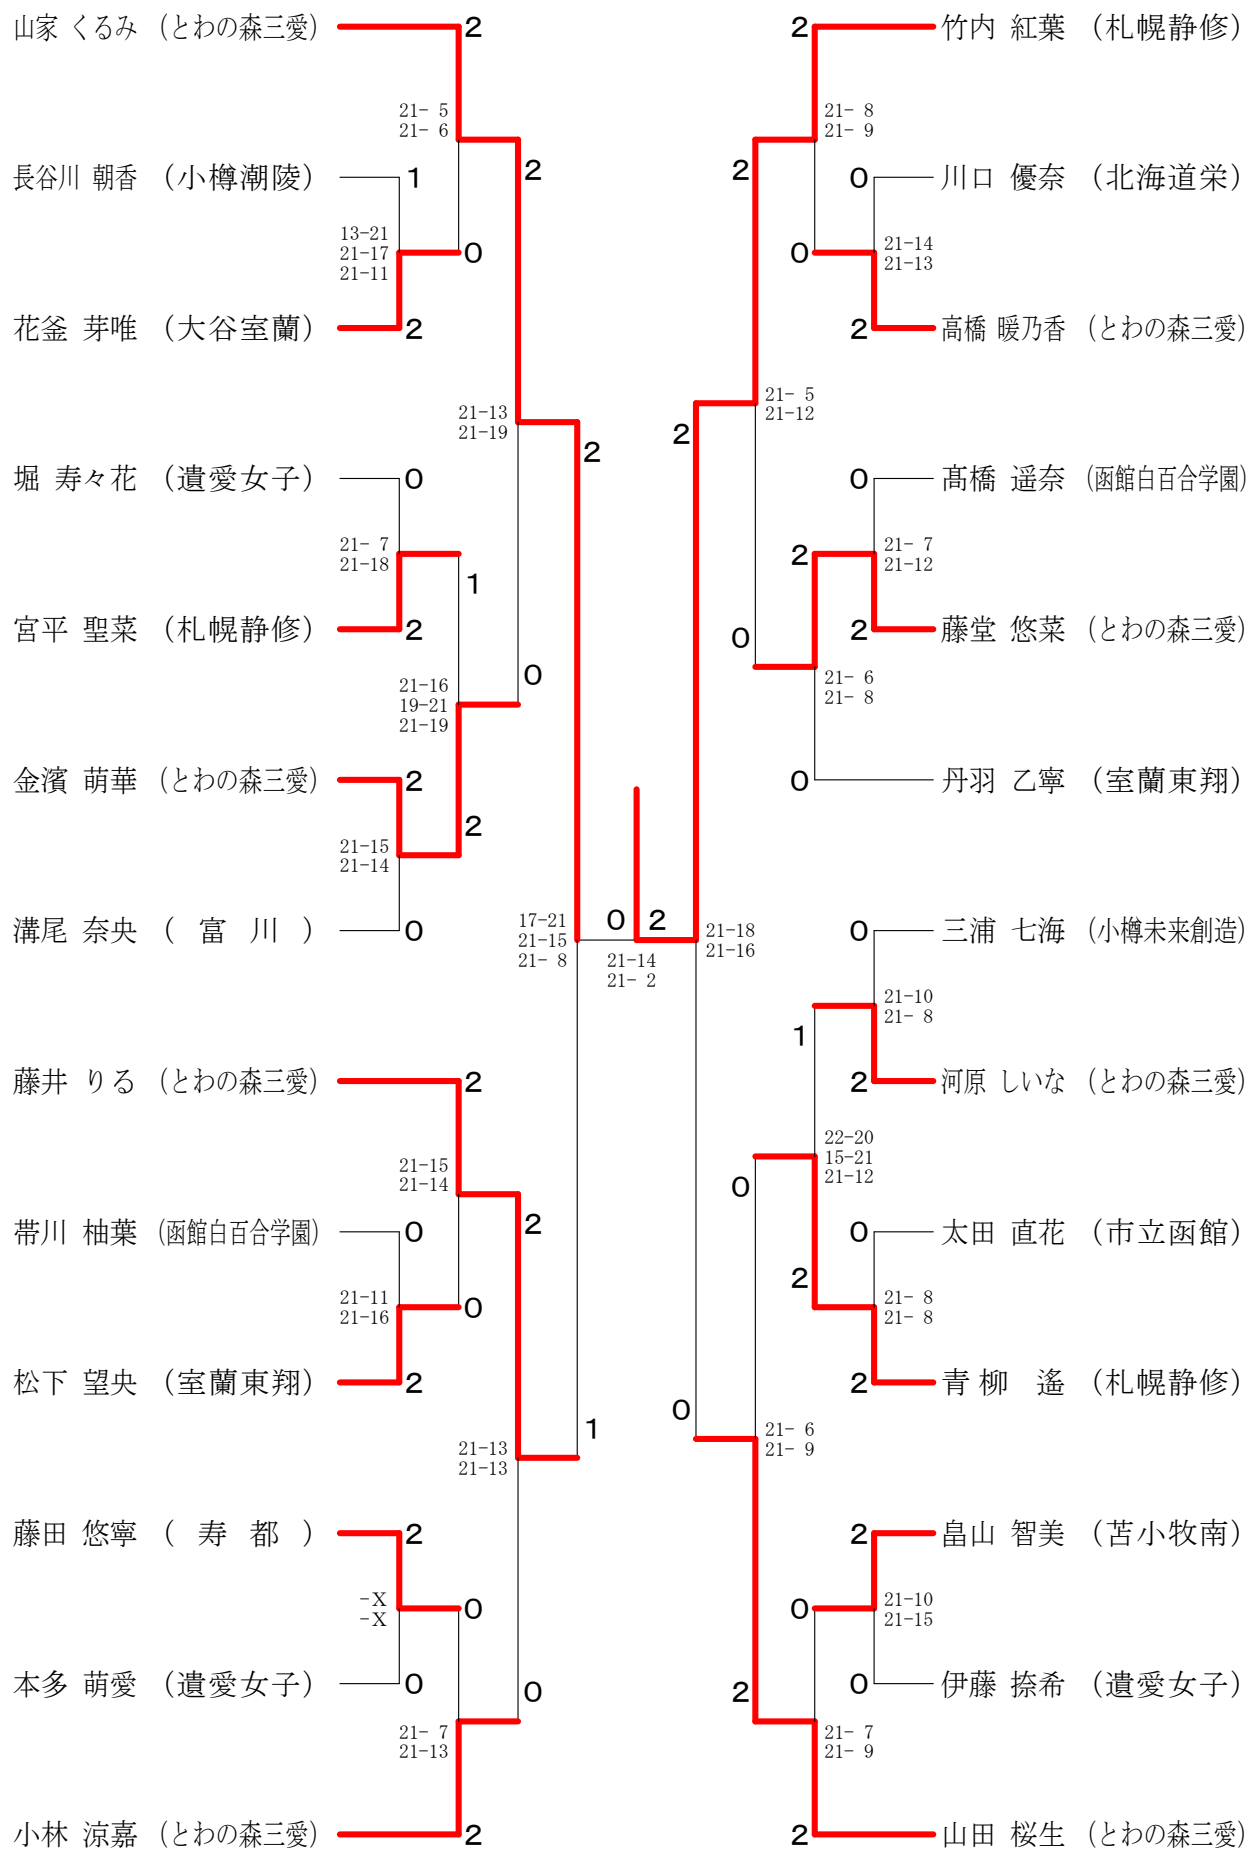 山家 くるみ (とわの森三愛) 2
21- 5
21- 6
2
長谷川 朝香 (小樽潮陵) 1
13-21
21-17
21-11
0
花釜 芽唯 (大谷室蘭) 2
21-13
21-19
2
堀 寿々花 (遺愛女子) 0
21- 7
21-18
1
宮平 聖菜 (札幌静修) 2
0
21-16
19-21
21-19
金濱 萌華 (とわの森三愛) 2
2
21-15
21-14
溝尾 奈央 ( 富 川 ) 0
17-21
21-15
21- 8
藤井 りる (とわの森三愛) 2
21-15
21-14
2
帯川 柚葉 (函館白百合学園) 0
21-11
21-16
0
松下 望央 (室蘭東翔) 2
1
21-13
21-13
藤田 悠寧 ( 寿 都 ) 2
-X
-X
0
本多 萌愛 (遺愛女子) 0
0
21- 7
21-13
小林 涼嘉 (とわの森三愛) 2
0 2
21-14
21- 2
2 竹内 紅葉 (札幌静修)
21- 8
21- 9
2
0 川口 優奈 (北海道栄)
0
21-14
21-13
2 高橋 暖乃香 (とわの森三愛)
21- 5
21-12
2
0 髙橋 遥奈 (函館白百合学園)
2
21- 7
21-12
2 藤堂 悠菜 (とわの森三愛)
0
21- 6
21- 8
0 丹羽 乙寧 (室蘭東翔)
21-18
21-16
0 三浦 七海 (小樽未来創造)
21-10
21- 8
1
2 河原 しいな (とわの森三愛)
22-20
15-21
21-12
0
0 太田 直花 (市立函館)
2
21- 8
21- 8
2 青 柳 遙 (札幌静修)
0
21- 6
21- 9
2 畠山 智美 (苫小牧南)
0
21-10
21-15
0 伊藤 捺希 (遺愛女子)
2
21- 7
21- 9
2 山田 桜生 (とわの森三愛)